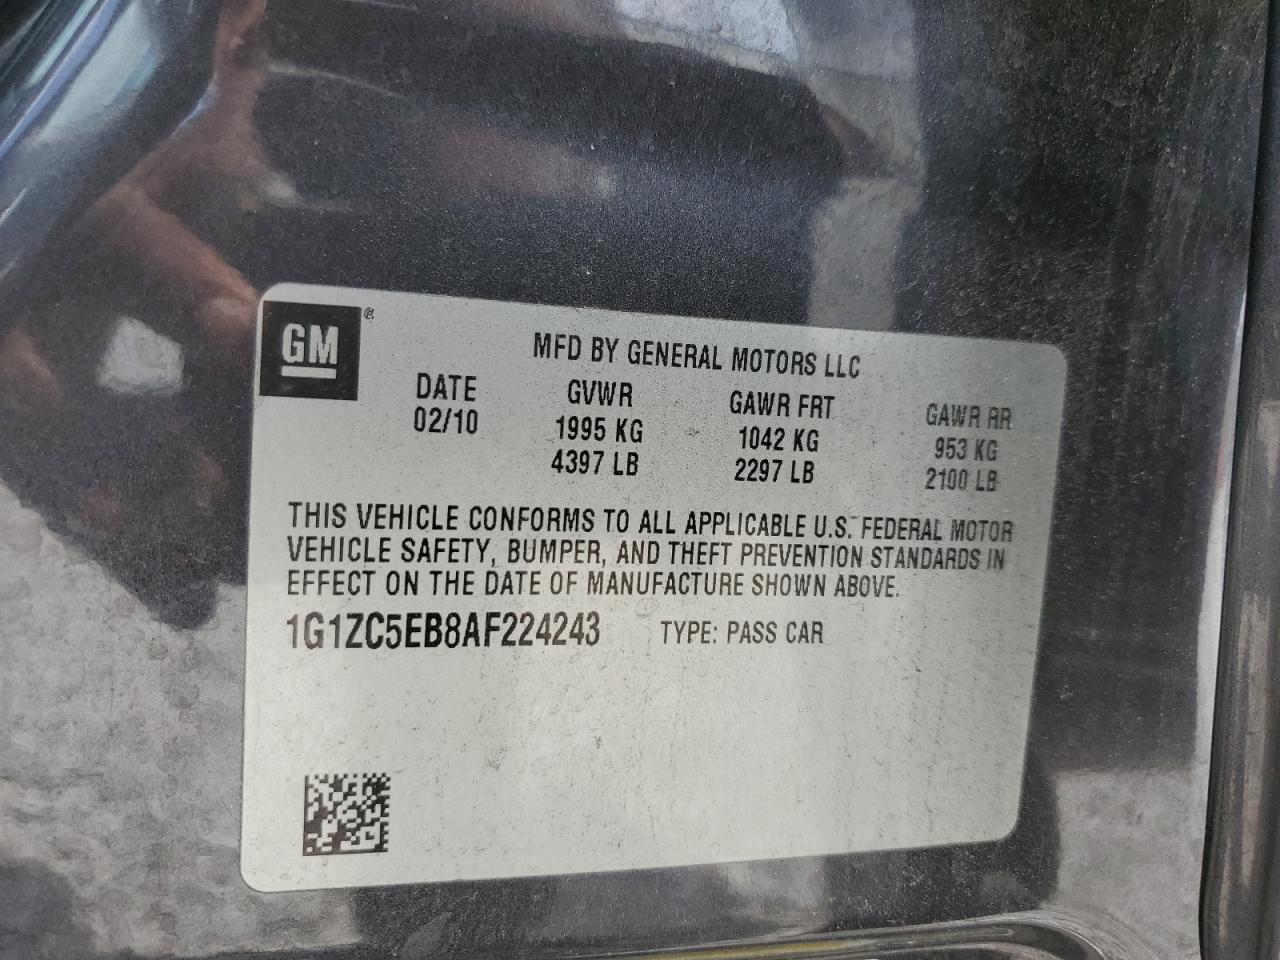 GM®
MFD BY GENERAL MOTORS LLC
DATE GVWR GAWR FRT GAWR RR
02/10 1995 KG 1042 KG 953 KG
4397 LB 2297 LB 2100 LB
THIS VEHICLE CONFORMS TO ALL APPLICABLE U.S. FEDERAL MOTOR
VEHICLE SAFETY, BUMPER, AND THEFT PREVENTION STANDARDS IN
EFFECT ON THE DATE OF MANUFACTURE SHOWN ABOVE.
1G1ZC5EB8AF224243 TYPE: PASS CAR